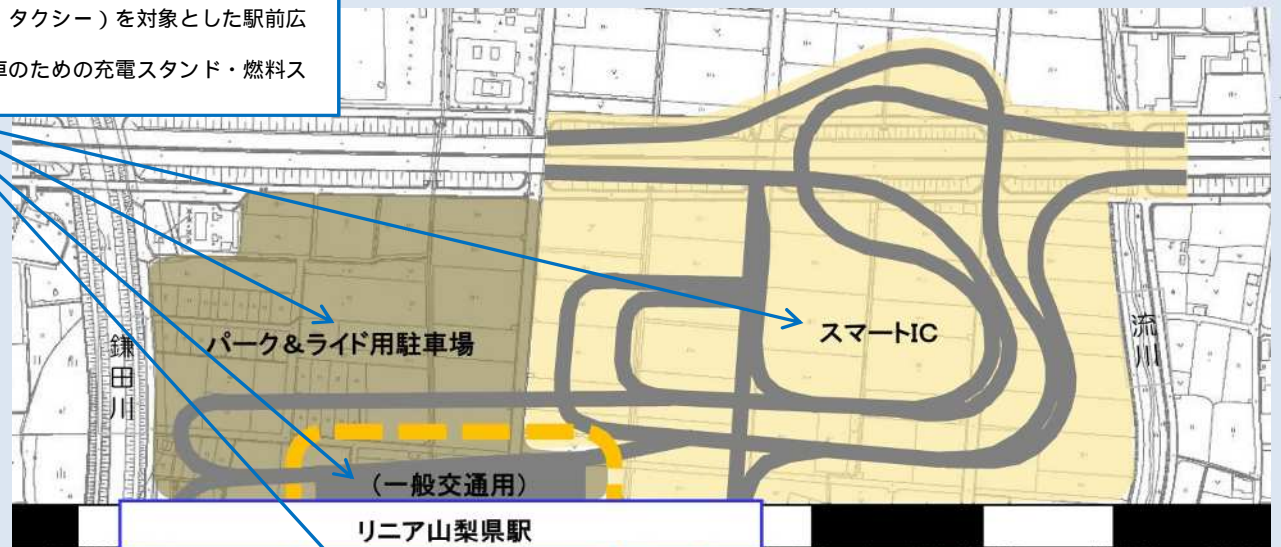 タクシー）を対象とした駅前広
車のための充電スタンド・燃料ス
パーク&ライド用駐車場
スマートIC
鎌田川
流川
（一般交通用）
リニア山梨県駅